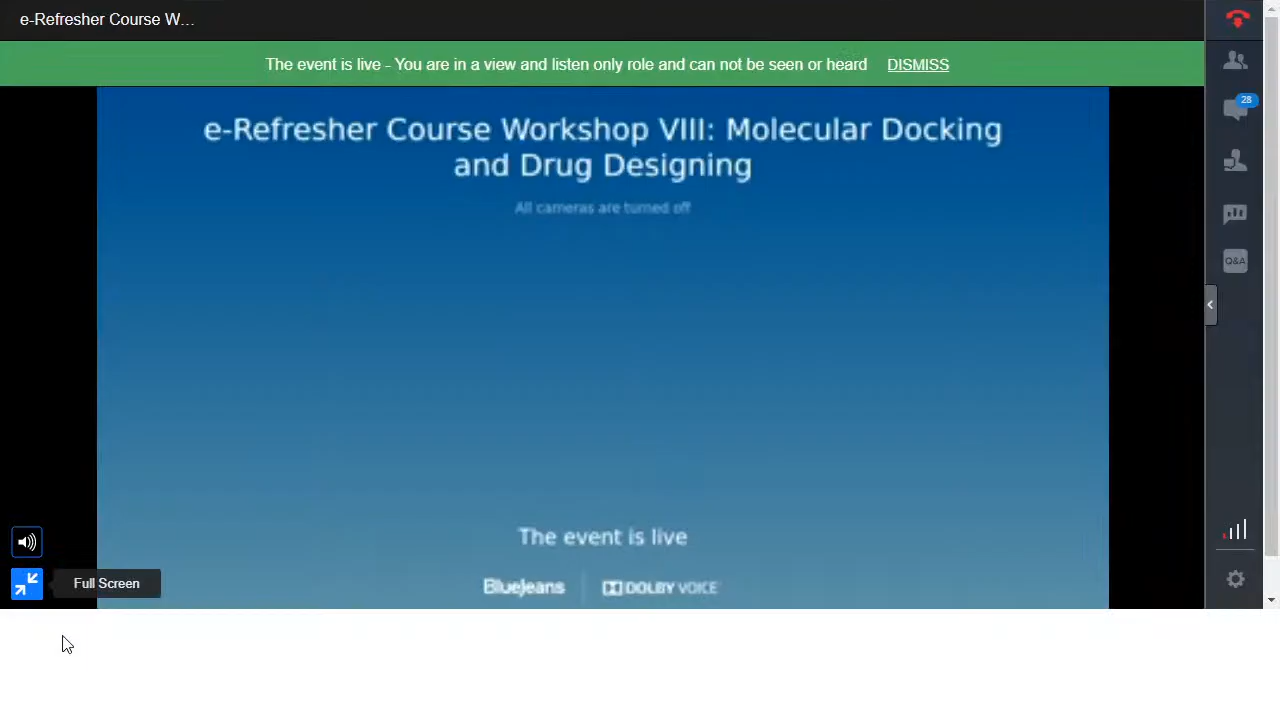 e-Refresher Course W...
The event is live - You are in a view and listen only role and can not be seen or heard DISMISS
28
e-Refresher Course Workshop VIII: Molecular Docking
and Drug Designing
All cameras are turned off
Q&A
The event is live
Full Screen
BlueJeans DOLBY VOICE